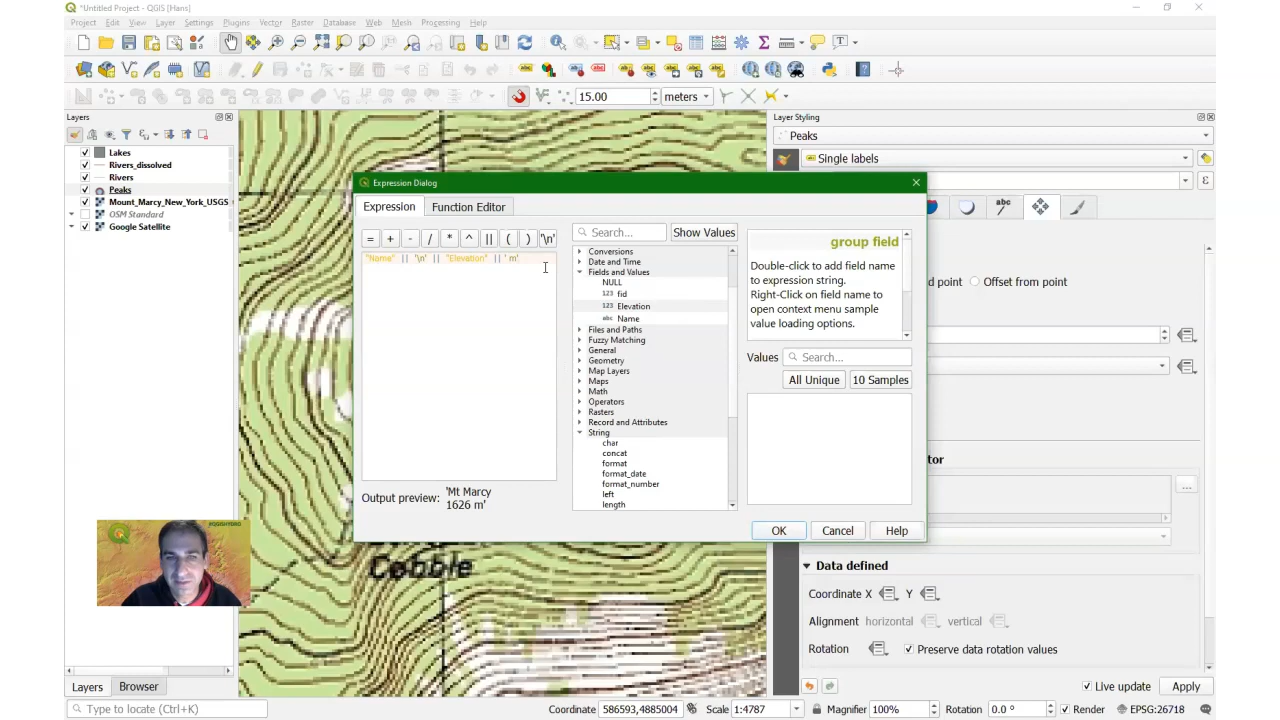 *Untitled Project - QGIS [Hans]
Project Edit View Layer Settings Plugins Vector Raster Database Web Mesh Processing Help
15.00 meters
Layers
Layer Styling
Peaks
Single labels
Lakes
Rivers_dissolved
Rivers
Peaks
Mount_Marcy_New_York_USGS
OSM Standard
Google Satellite
Expression Dialog
Expression Function Editor
= + - / * ^ || ( ) '\n'
"Name" || '\n' || "Elevation" || ' m'
Search... Show Values
Conversions
Date and Time
Fields and Values
NULL
123 fid
123 Elevation
abc Name
Files and Paths
Fuzzy Matching
General
Geometry
Map Layers
Maps
Math
Operators
Rasters
Record and Attributes
String
char
concat
format
format_date
format_number
left
length
group field
Double-click to add field name
to expression string.
Right-Click on field name to
open context menu sample
value loading options.
Values Search...
All Unique 10 Samples
Output preview: 'Mt Marcy
1626 m'
OK Cancel Help
d point Offset from point
tor
Data defined
Coordinate X Y
Alignment horizontal vertical
Rotation Preserve data rotation values
Live update Apply
Cobble
Layers Browser
Type to locate (Ctrl+K)
Coordinate 586593,4885004 Scale 1:4787 Magnifier 100% Rotation 0.0 ° Render EPSG:26718